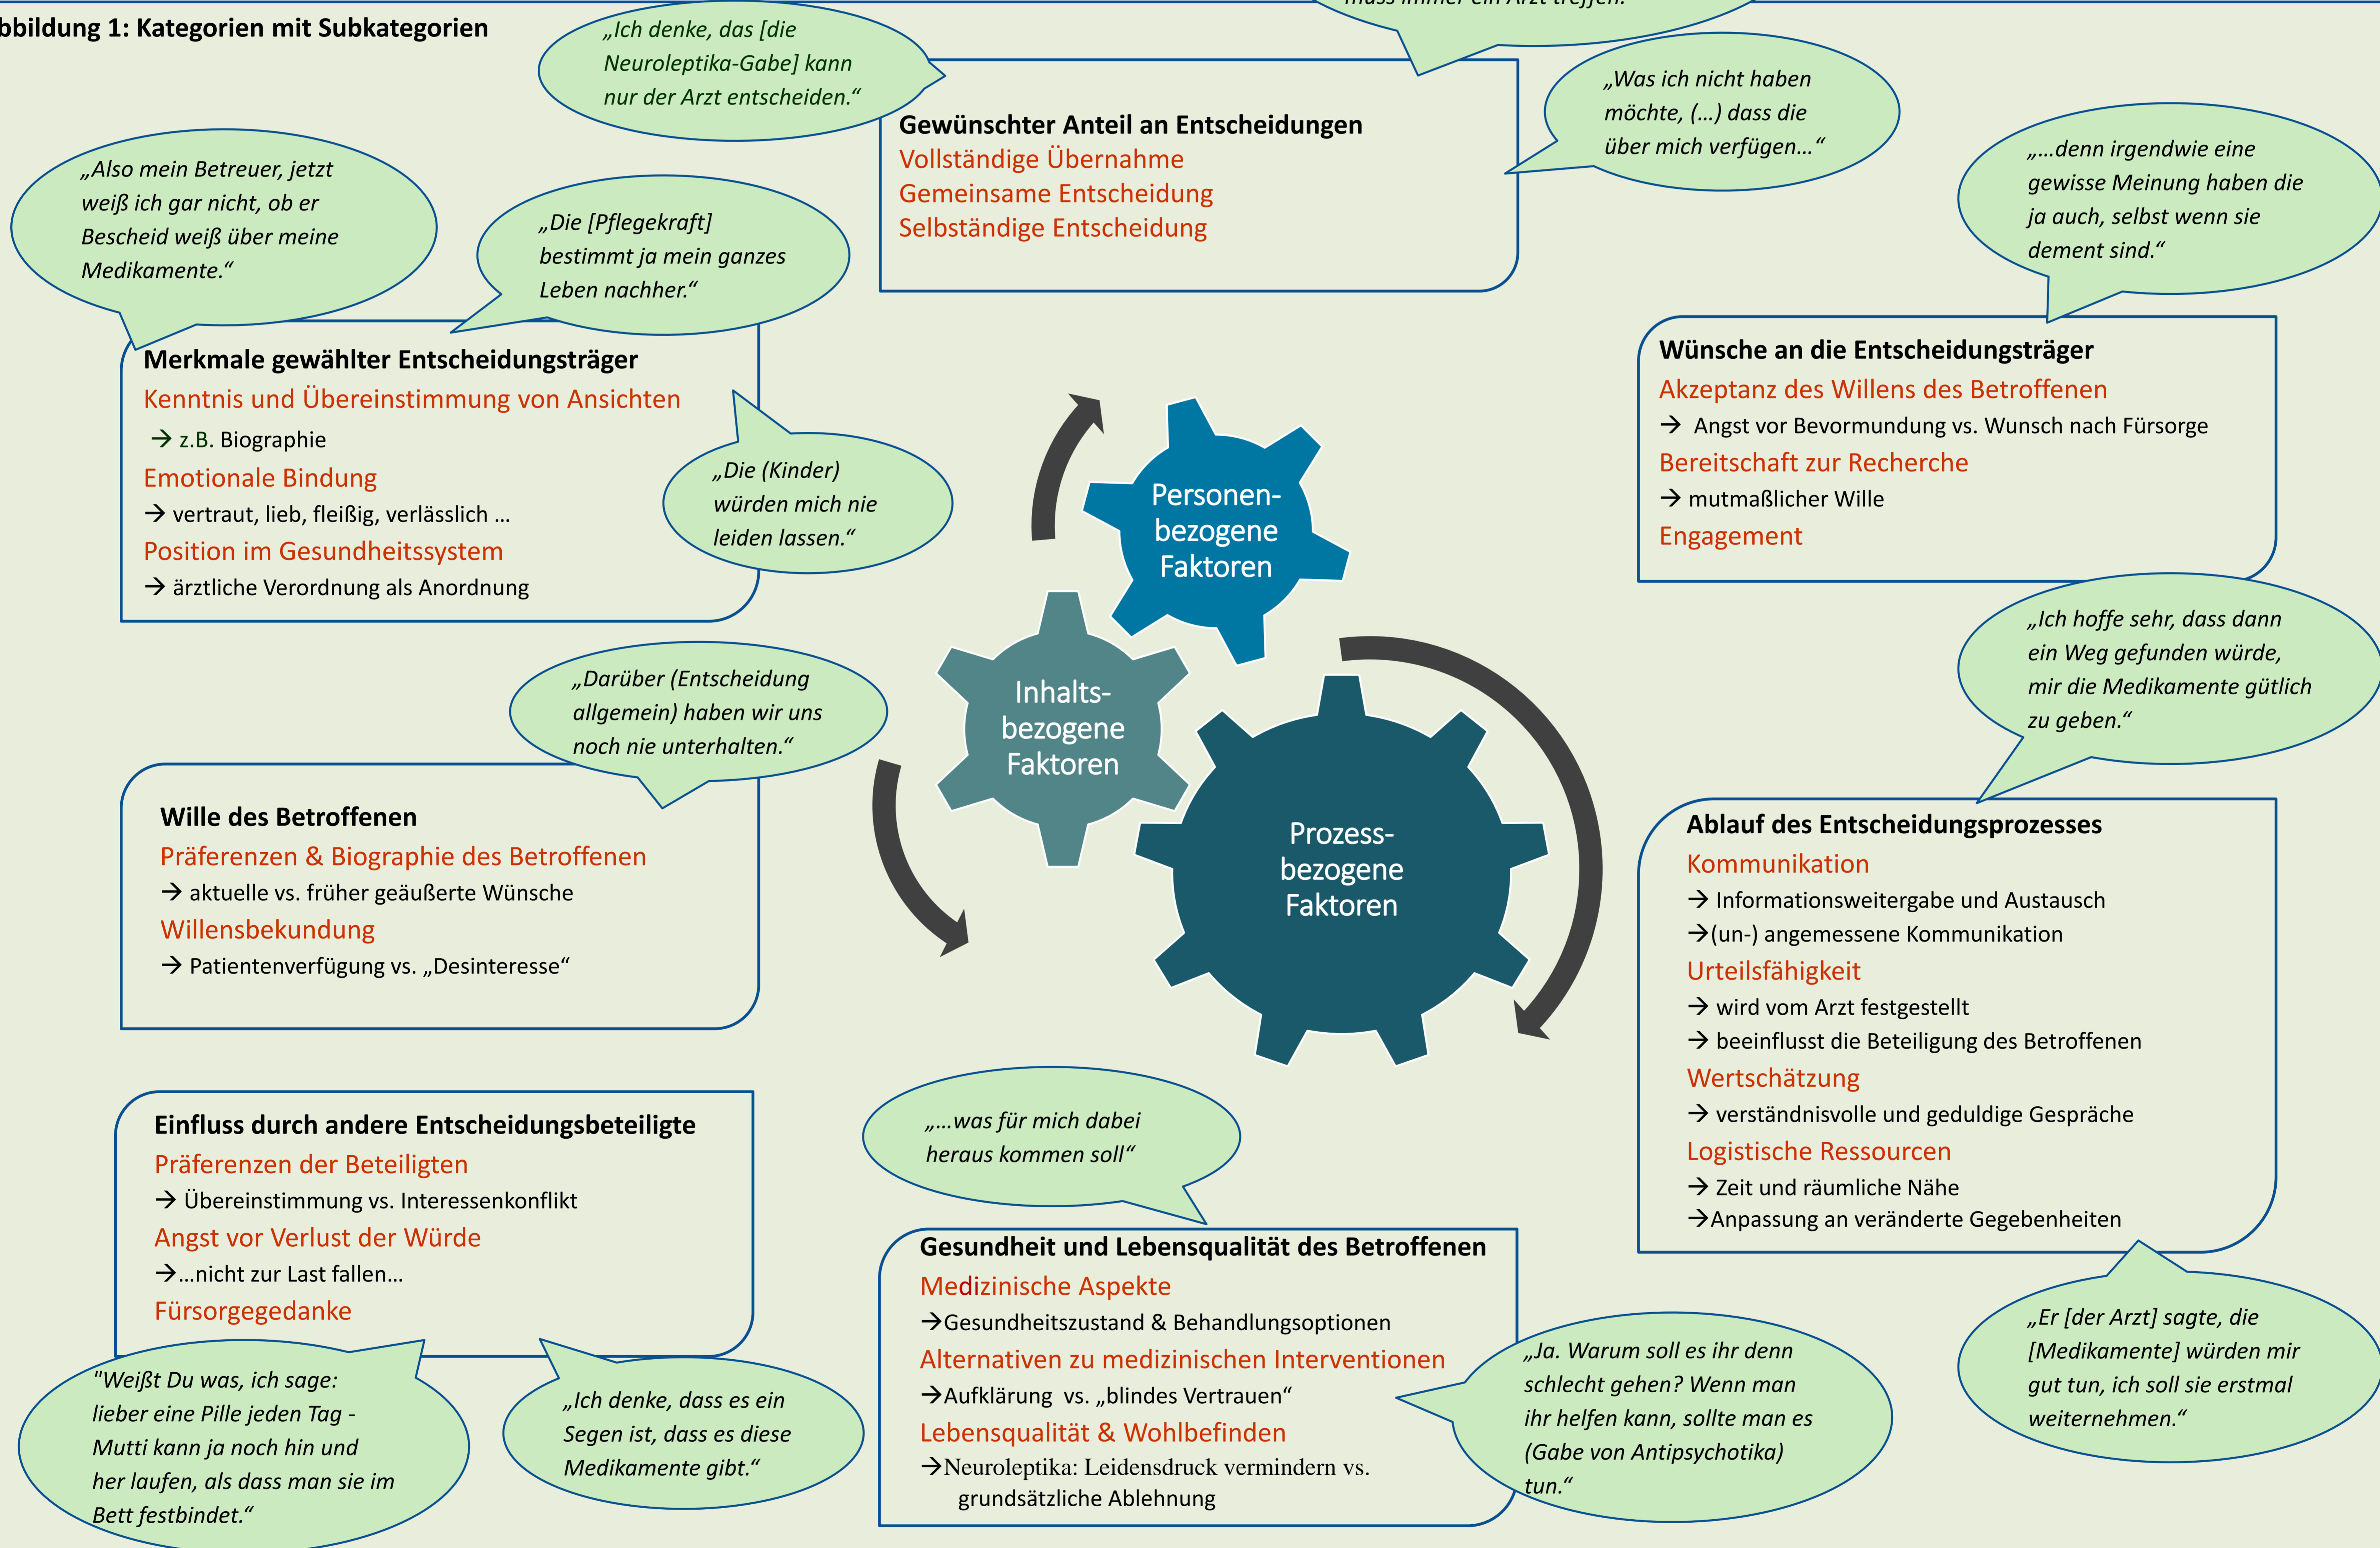 bbildung 1: Kategorien mit Subkategorien
„Ich denke, das [die
Neuroleptika-Gabe] kann
nur der Arzt entscheiden.“
muss immer ein Arzt treffen.
„Was ich nicht haben
möchte, (...) dass die
über mich verfügen...“
Gewünschter Anteil an Entscheidungen
Vollständige Übernahme
Gemeinsame Entscheidung
Selbständige Entscheidung
„Also mein Betreuer, jetzt
weiß ich gar nicht, ob er
Bescheid weiß über meine
Medikamente.“
„Die [Pflegekraft]
bestimmt ja mein ganzes
Leben nachher.“
„...denn irgendwie eine
gewisse Meinung haben die
ja auch, selbst wenn sie
dement sind.“
Merkmale gewählter Entscheidungsträger
Kenntnis und Übereinstimmung von Ansichten
→ z.B. Biographie
Emotionale Bindung
→ vertraut, lieb, fleißig, verlässlich ...
Position im Gesundheitssystem
→ ärztliche Verordnung als Anordnung
„Die (Kinder)
würden mich nie
leiden lassen.“
Wünsche an die Entscheidungsträger
Akzeptanz des Willens des Betroffenen
→ Angst vor Bevormundung vs. Wunsch nach Fürsorge
Bereitschaft zur Recherche
→ mutmaßlicher Wille
Engagement
Personen-
bezogene
Faktoren
Inhalts-
bezogene
Faktoren
Prozess-
bezogene
Faktoren
„Darüber (Entscheidung
allgemein) haben wir uns
noch nie unterhalten.“
„Ich hoffe sehr, dass dann
ein Weg gefunden würde,
mir die Medikamente gütlich
zu geben.“
Wille des Betroffenen
Präferenzen & Biographie des Betroffenen
→ aktuelle vs. früher geäußerte Wünsche
Willensbekundung
→ Patientenverfügung vs. „Desinteresse“
Ablauf des Entscheidungsprozesses
Kommunikation
→ Informationsweitergabe und Austausch
→(un-) angemessene Kommunikation
Urteilsfähigkeit
→ wird vom Arzt festgestellt
→ beeinflusst die Beteiligung des Betroffenen
Wertschätzung
→ verständnisvolle und geduldige Gespräche
Logistische Ressourcen
→ Zeit und räumliche Nähe
→Anpassung an veränderte Gegebenheiten
Einfluss durch andere Entscheidungsbeteiligte
Präferenzen der Beteiligten
→ Übereinstimmung vs. Interessenkonflikt
Angst vor Verlust der Würde
→...nicht zur Last fallen...
Fürsorgegedanke
„...was für mich dabei
heraus kommen soll“
Gesundheit und Lebensqualität des Betroffenen
Medizinische Aspekte
→Gesundheitszustand & Behandlungsoptionen
Alternativen zu medizinischen Interventionen
→Aufklärung vs. „blindes Vertrauen“
Lebensqualität & Wohlbefinden
→Neuroleptika: Leidensdruck vermindern vs.
grundsätzliche Ablehnung
"Weißt Du was, ich sage:
lieber eine Pille jeden Tag -
Mutti kann ja noch hin und
her laufen, als dass man sie im
Bett festbindet.“
„Ich denke, dass es ein
Segen ist, dass es diese
Medikamente gibt.“
„Ja. Warum soll es ihr denn
schlecht gehen? Wenn man
ihr helfen kann, sollte man es
(Gabe von Antipsychotika)
tun.“
„Er [der Arzt] sagte, die
[Medikamente] würden mir
gut tun, ich soll sie erstmal
weiternehmen.“